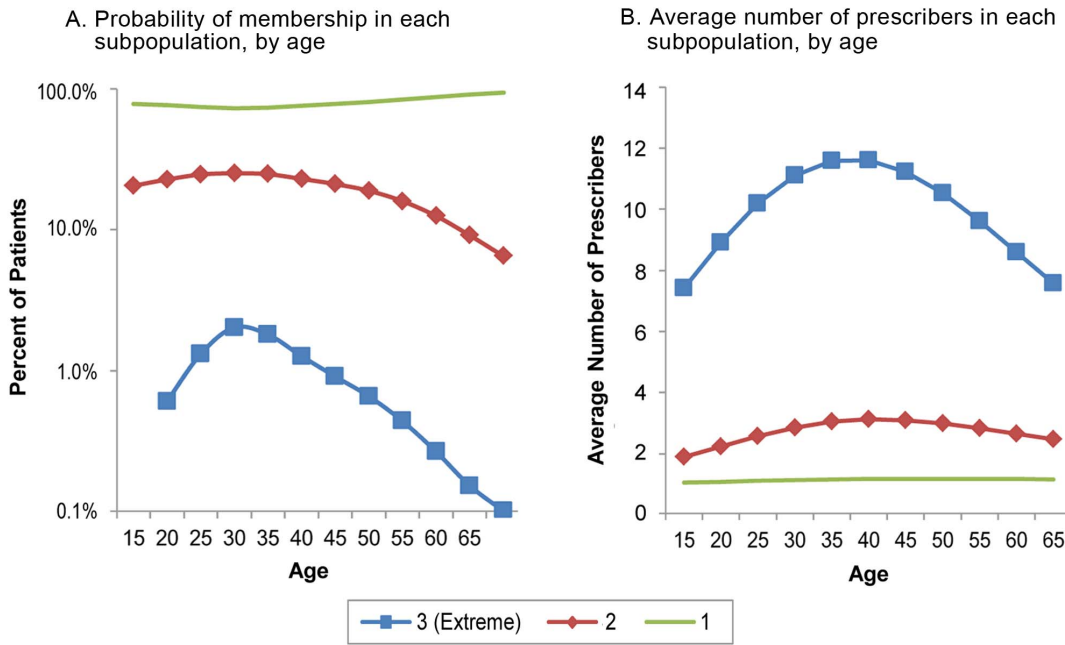 A. Probability of membership in each
subpopulation, by age
100.0%
10.0%
1.0%
0.1%
Percent of Patients
15 20 25 30 35 40 45 50 55 60 65
Age
B. Average number of prescribers in each
subpopulation, by age
14
12
10
8
6
4
2
0
Average Number of Prescribers
15 20 25 30 35 40 45 50 55 60 65
Age
3 (Extreme) 2 1